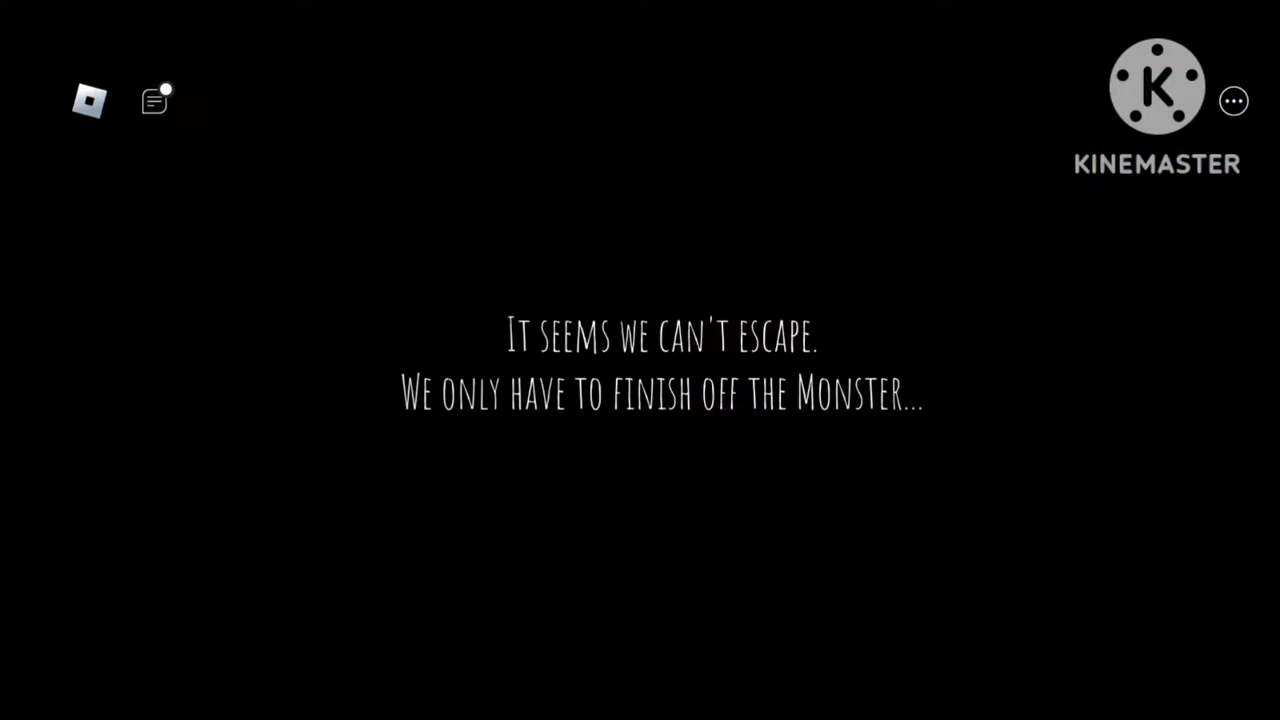 K
KINEMASTER
It seems we can't escape.
We only have to finish off the Monster...